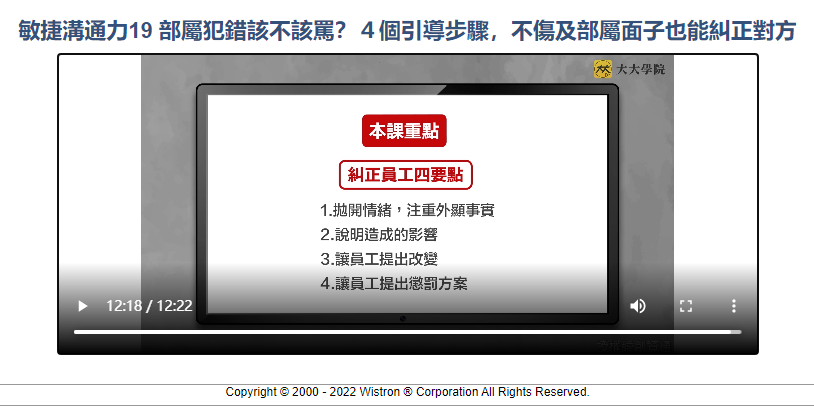 敏捷溝通力19 部屬犯錯該不該罵？ 4個引導步驟，不傷及部屬面子也能糾正對方
大大學院
本課重點
糾正員工四要點
1.拋開情緒，注重外顯事實
2.說明造成的影響
3.讓員工提出改變
4.讓員工提出懲罰方案
12:18 / 12:22
Copyright © 2000 - 2022 Wistron ® Corporation All Rights Reserved.